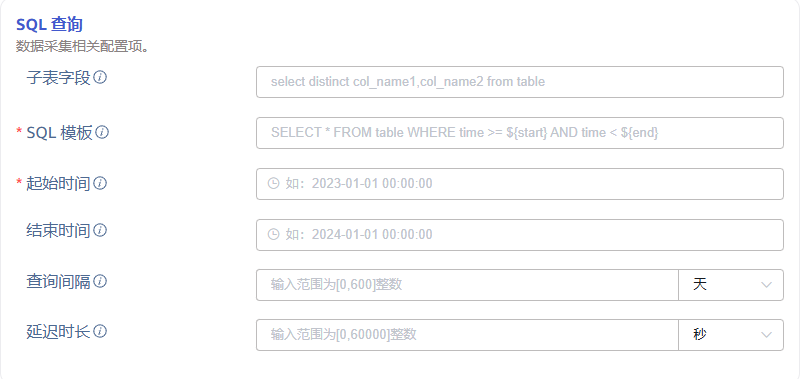 SQL 查询
数据采集相关配置项。
子表字段 select distinct col_name1,col_name2 from table
* SQL 模板 SELECT * FROM table WHERE time >= ${start} AND time < ${end}
* 起始时间 如：2023-01-01 00:00:00
结束时间 如：2024-01-01 00:00:00
查询间隔 输入范围为[0,600]整数 天
延迟时长 输入范围为[0,60000]整数 秒